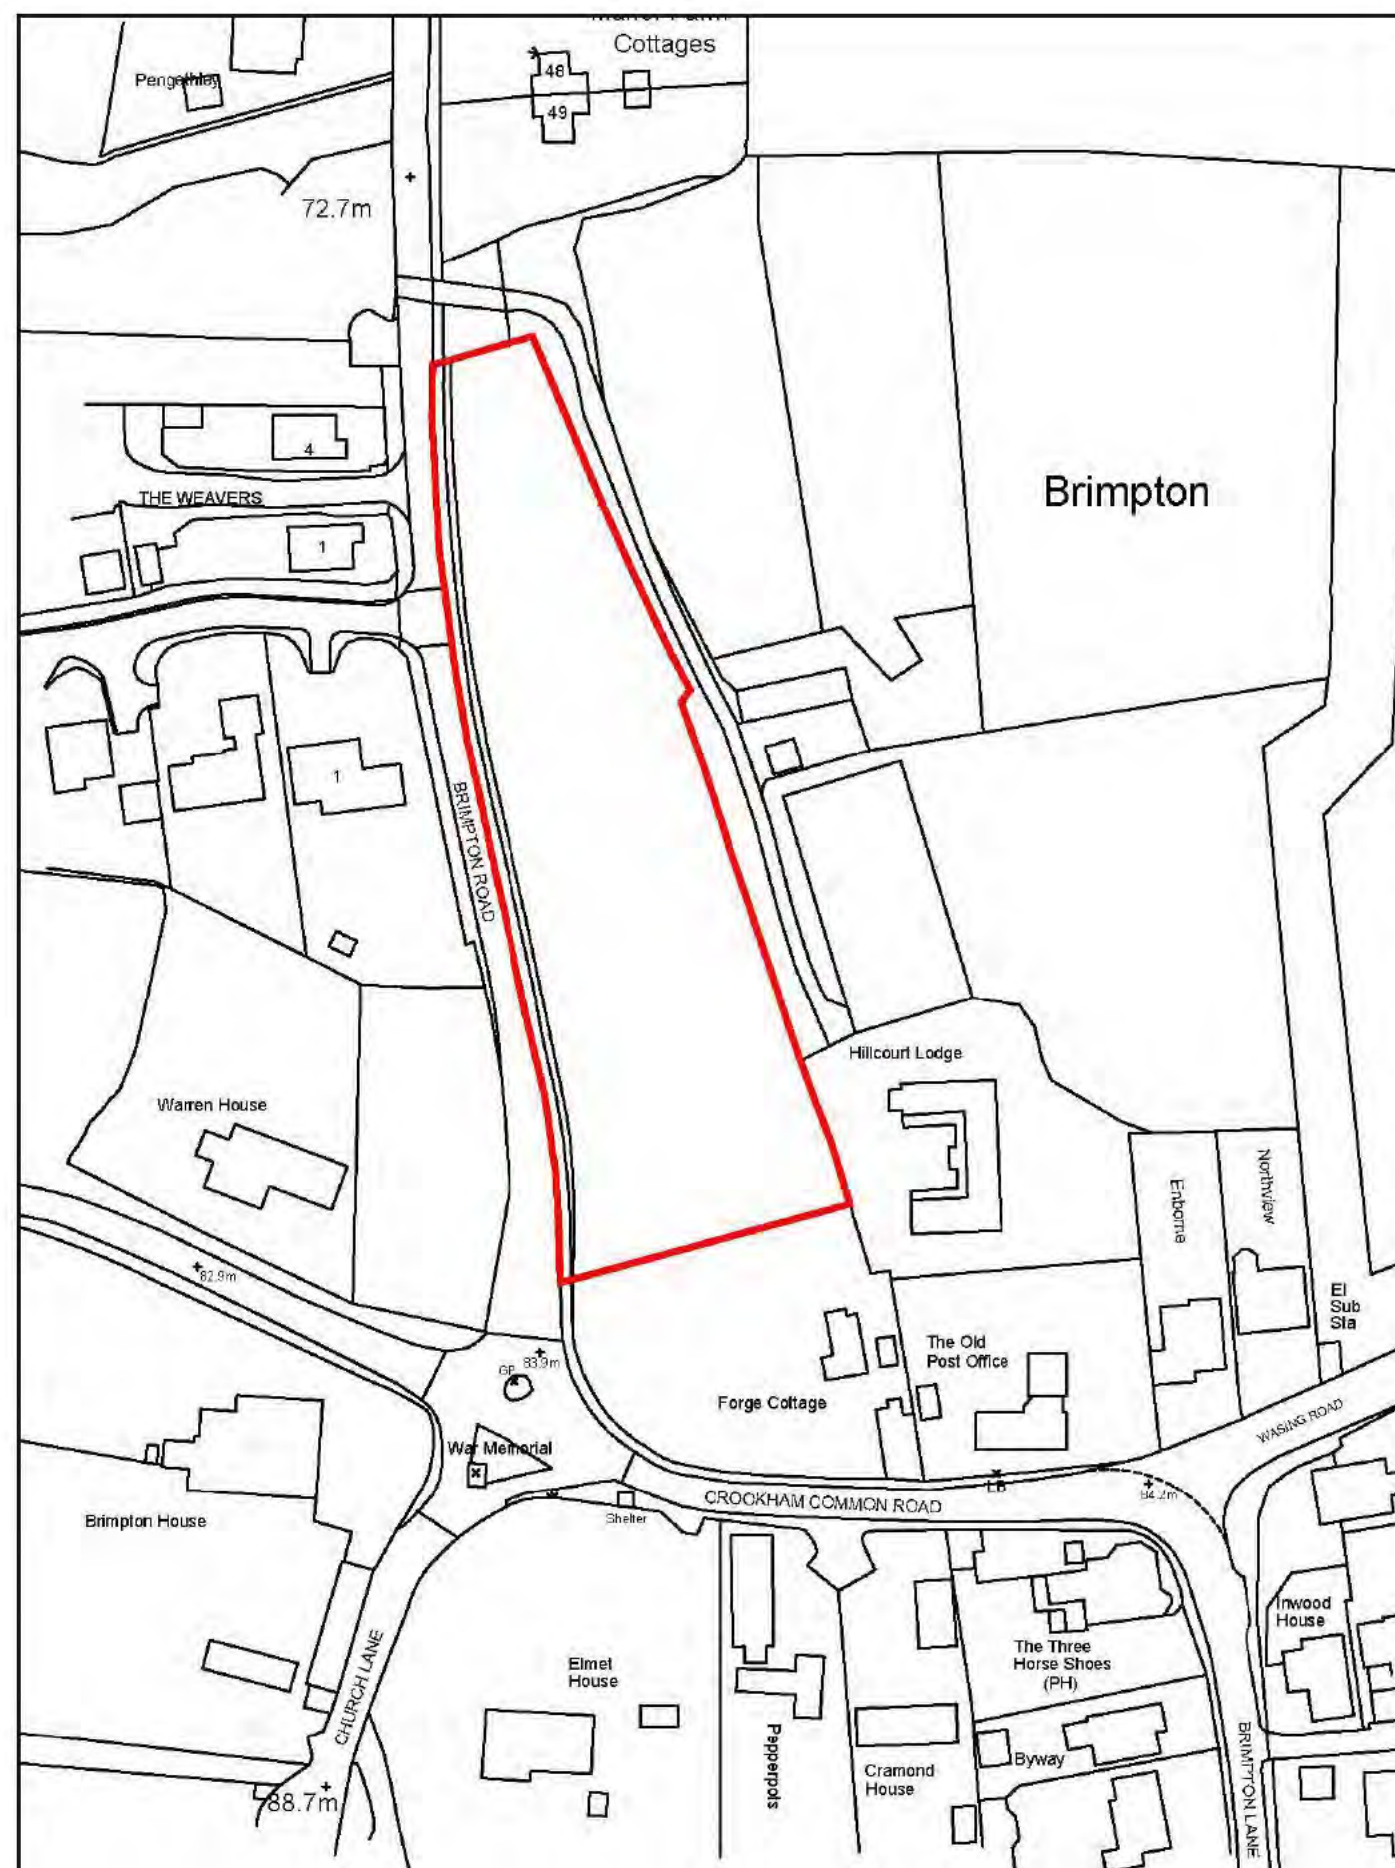 Cottages
48
49
Pengethley
72.7m
4
THE WEAVERS
1
Brimpton
1
BRIMPTON ROAD
Hillcourt Lodge
Warren House
Enborne
Northview
82.9m
El
Sub
Sta
83.9m
GP
The Old
Post Office
Forge Cottage
WASING ROAD
War Memorial
LB
84.2m
CROOKHAM COMMON ROAD
Shelter
Brimpton House
Inwood
House
The Three
Horse Shoes
(PH)
Elmet
House
CHURCH LANE
Pepperpots
Byway
BRIMPTON LANE
Cramond
House
88.7m